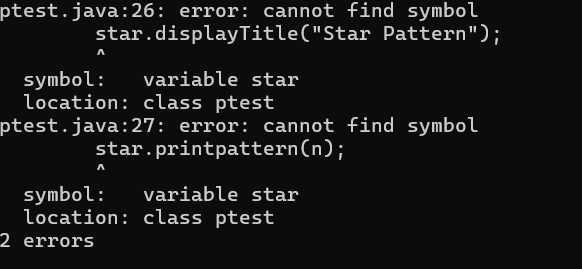 ptest.java:26: error: cannot find symbol
        star.displayTitle("Star Pattern");
        ^
  symbol:   variable star
  location: class ptest
ptest.java:27: error: cannot find symbol
        star.printpattern(n);
        ^
  symbol:   variable star
  location: class ptest
2 errors